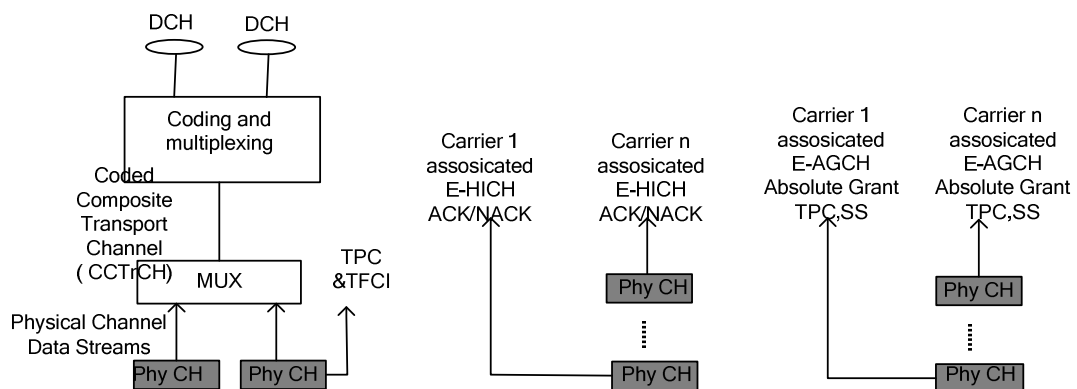 DCH
DCH
Coding and
multiplexing
Coded
Composite
Transport
Channel
( CCTrCH)
MUX
TPC
&TFCI
Physical Channel
Data Streams
Phy CH
Phy CH
Carrier 1
assosicated
E-HICH
ACK/NACK
Carrier n
assosicated
E-HICH
ACK/NACK
Phy CH
Phy CH
Carrier 1
assosicated
E-AGCH
Absolute Grant
TPC,SS
Carrier n
assosicated
E-AGCH
Absolute Grant
TPC,SS
Phy CH
Phy CH